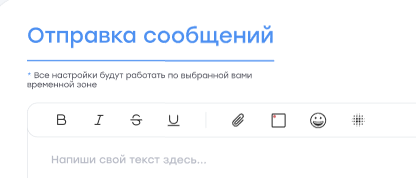 Отправка сообщений
* Все настройки будут работать по выбранной вами
временной зоне
B I S U
Напиши свой текст здесь...